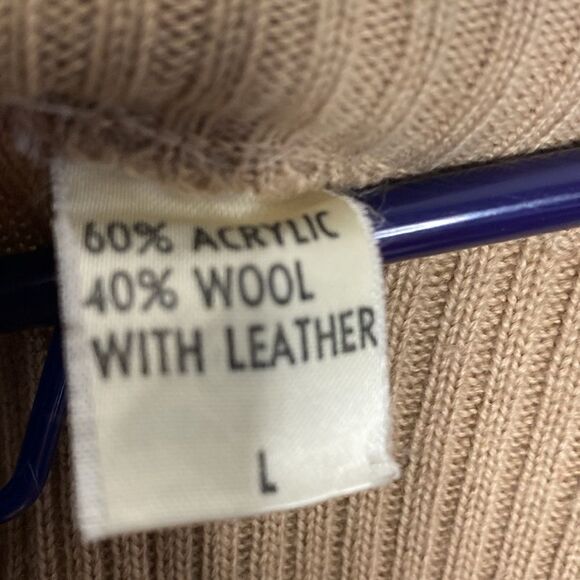 60% ACRYLIC
40% WOOL
WITH LEATHER
L